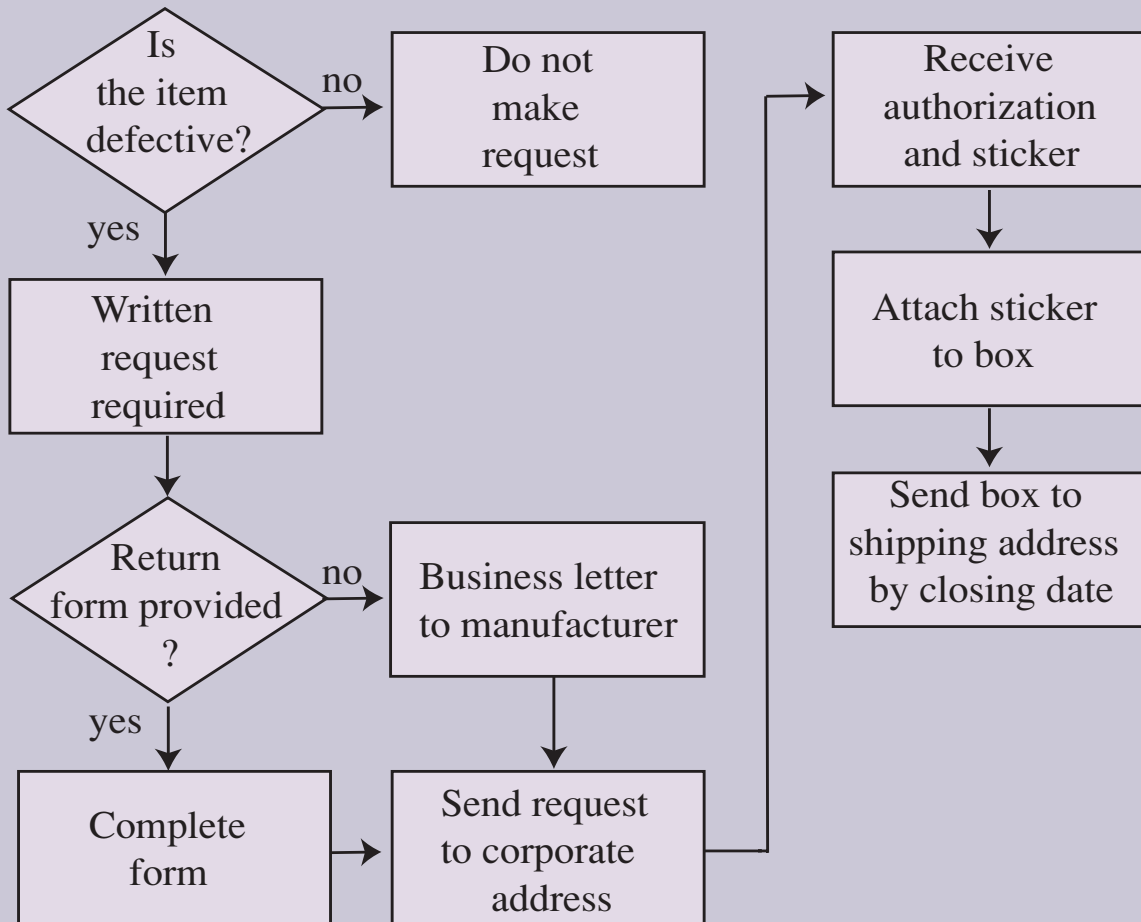 Is
the item
defective?
no
Do not
make
request
yes
Written
request
required
Return
form provided
?
no
Business letter
to manufacturer
yes
Complete
form
Send request
to corporate
address
Receive
authorization
and sticker
Attach sticker
to box
Send box to
shipping address
by closing date